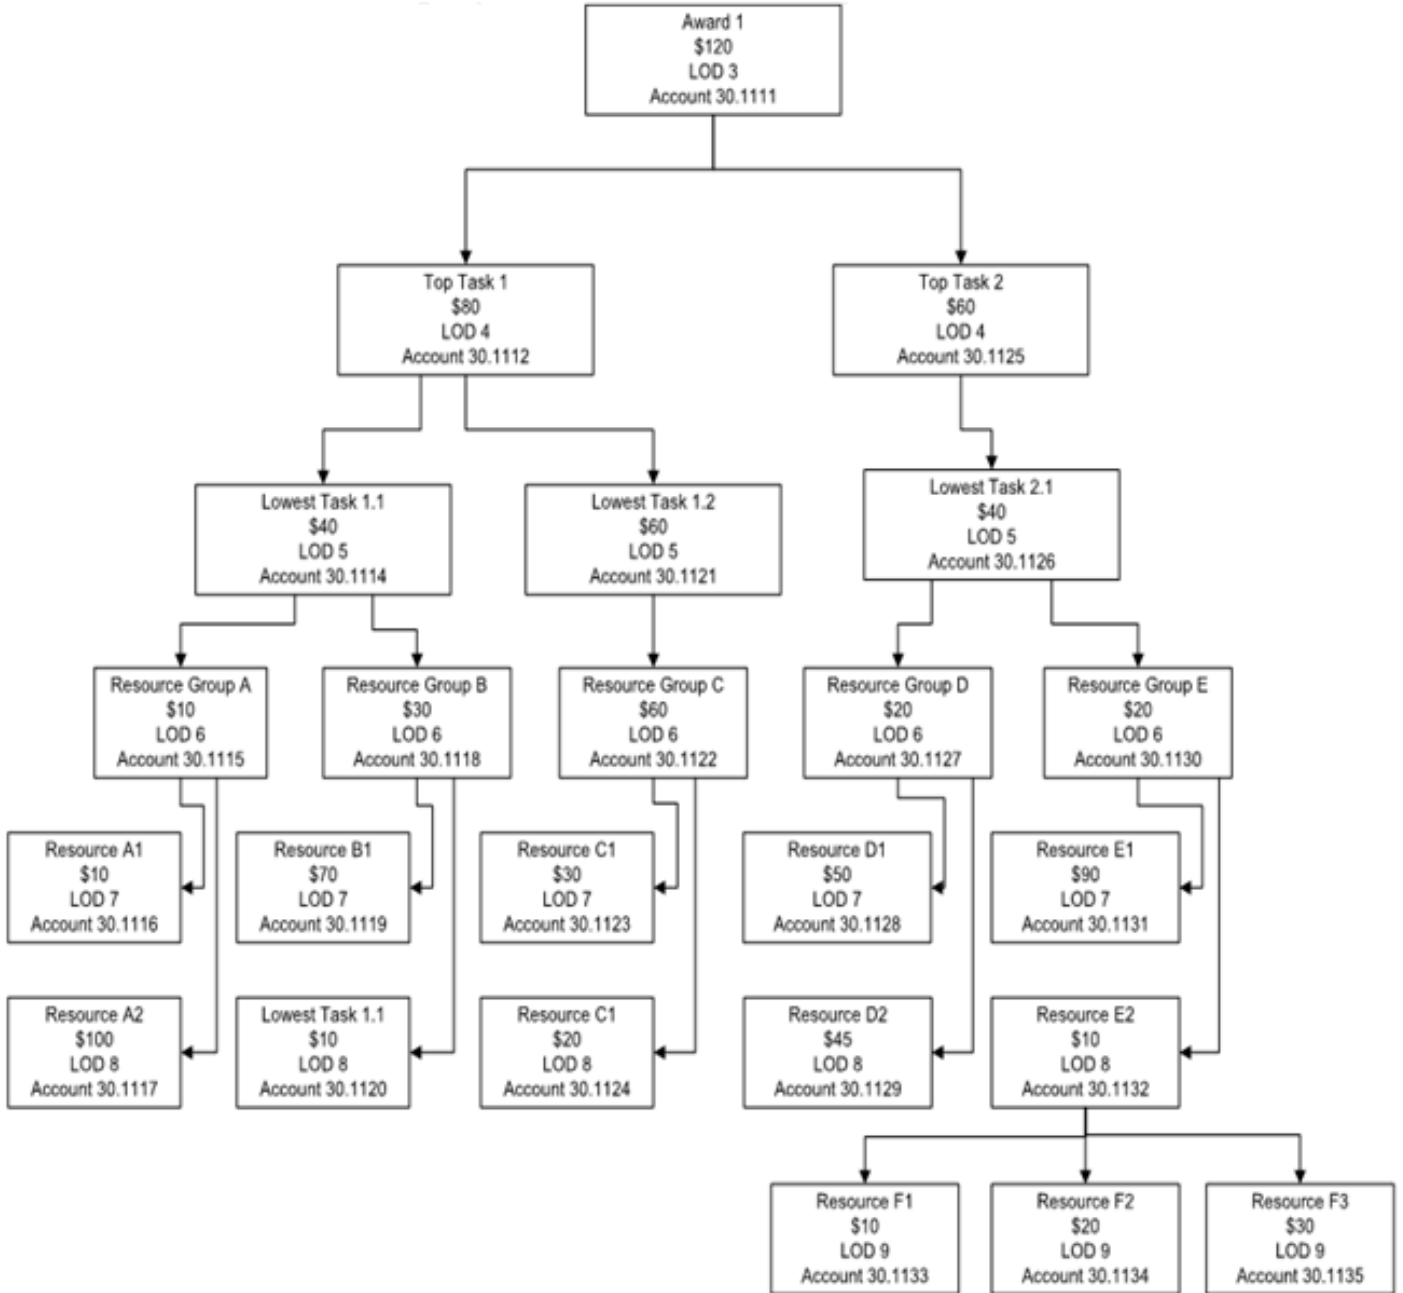 Award 1
$120
LOD 3
Account 30.1111
Top Task 1
$80
LOD 4
Account 30.1112
Top Task 2
$60
LOD 4
Account 30.1125
Lowest Task 1.1
$40
LOD 5
Account 30.1114
Lowest Task 1.2
$60
LOD 5
Account 30.1121
Lowest Task 2.1
$40
LOD 5
Account 30.1126
Resource Group A
$10
LOD 6
Account 30.1115
Resource Group B
$30
LOD 6
Account 30.1118
Resource Group C
$60
LOD 6
Account 30.1122
Resource Group D
$20
LOD 6
Account 30.1127
Resource Group E
$20
LOD 6
Account 30.1130
Resource A1
$10
LOD 7
Account 30.1116
Resource B1
$70
LOD 7
Account 30.1119
Resource C1
$30
LOD 7
Account 30.1123
Resource D1
$50
LOD 7
Account 30.1128
Resource E1
$90
LOD 7
Account 30.1131
Resource A2
$100
LOD 8
Account 30.1117
Lowest Task 1.1
$10
LOD 8
Account 30.1120
Resource C1
$20
LOD 8
Account 30.1124
Resource D2
$45
LOD 8
Account 30.1129
Resource E2
$10
LOD 8
Account 30.1132
Resource F1
$10
LOD 9
Account 30.1133
Resource F2
$20
LOD 9
Account 30.1134
Resource F3
$30
LOD 9
Account 30.1135